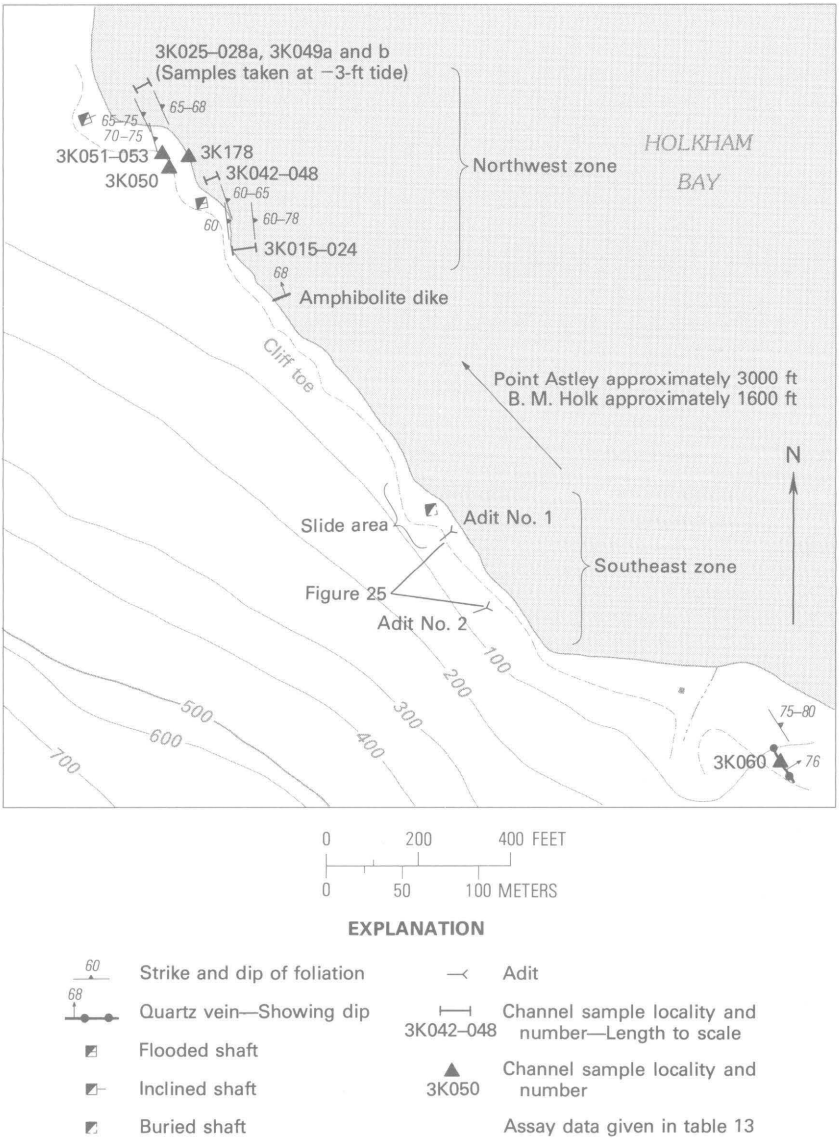 3K025–028a, 3K049a and b
(Samples taken at −3-ft tide)
65–68
65–75
70–75
3K051–053
3K178
3K050
3K042–048
60–65
60
60–78
3K015–024
68
Amphibolite dike
Northwest zone
HOLKHAM
BAY
Cliff toe
Point Astley approximately 3000 ft
B. M. Holk approximately 1600 ft
N
Slide area
Adit No. 1
Southeast zone
Figure 25
Adit No. 2
100
200
300
400
500
600
700
75–80
3K060
76
0 200 400 FEET
0 50 100 METERS
EXPLANATION
60
Strike and dip of foliation
68
Quartz vein—Showing dip
Flooded shaft
Inclined shaft
Buried shaft
Adit
3K042–048
Channel sample locality and
number—Length to scale
3K050
Channel sample locality and
number
Assay data given in table 13